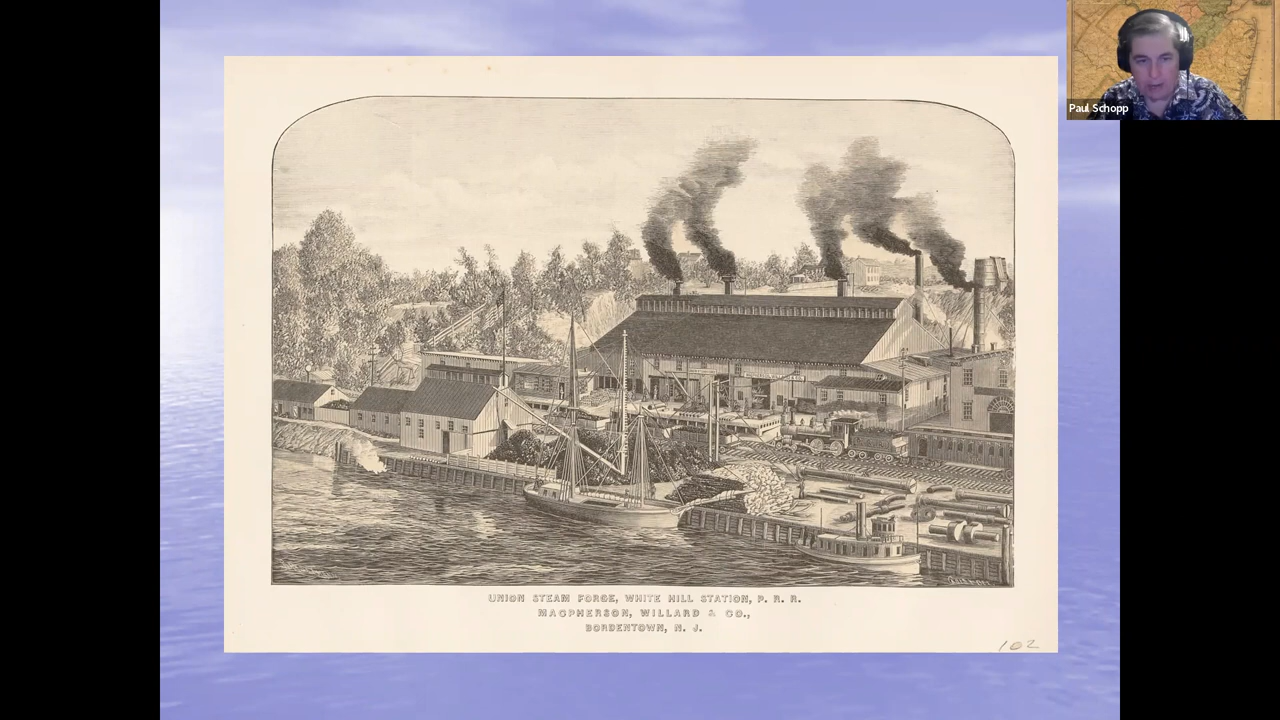 Paul Schopp
UNION STEAM FORGE, WHITE HILL STATION, P. R. R.
MACPHERSON, WILLARD & CO.,
BORDENTOWN, N. J.
102